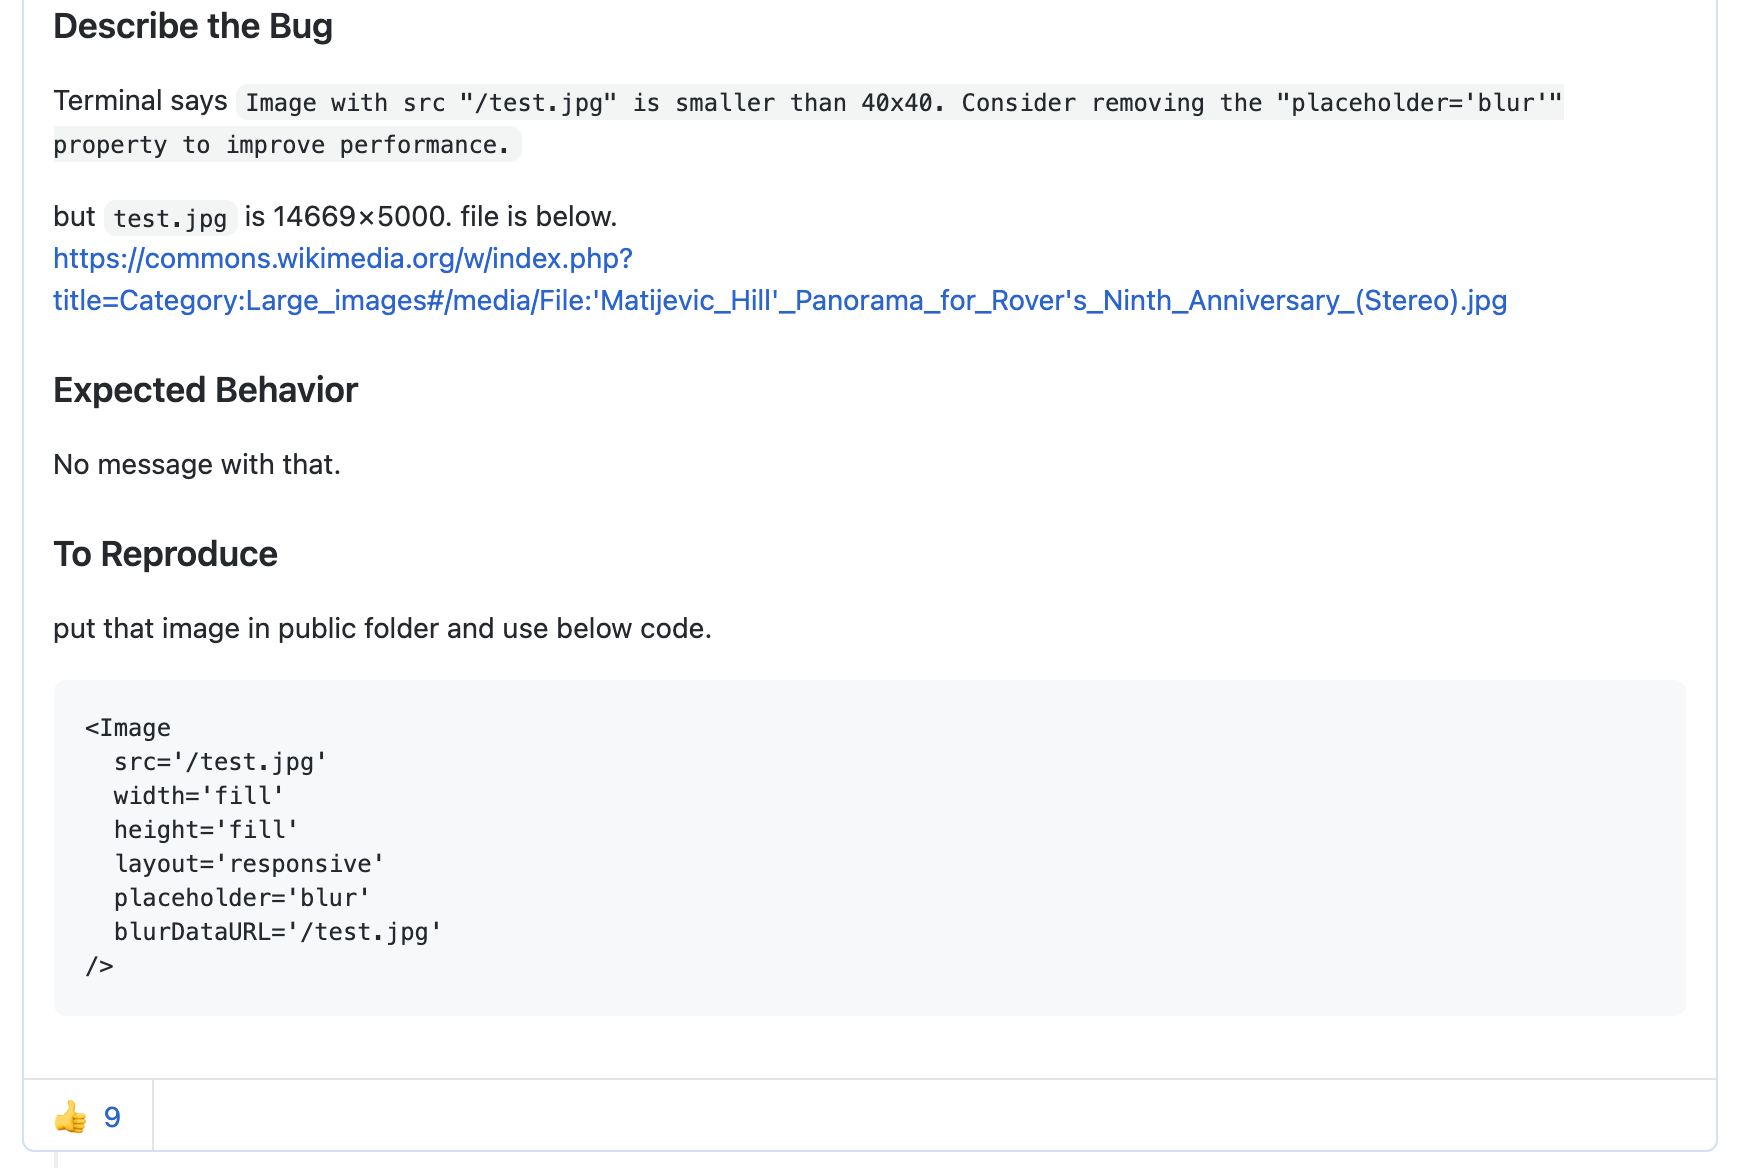 Describe the Bug
Terminal says Image with src "/test.jpg" is smaller than 40x40. Consider removing the "placeholder='blur'"
property to improve performance.
but test.jpg is 14669×5000. file is below.
https://commons.wikimedia.org/w/index.php?
title=Category:Large_images#/media/File:'Matijevic_Hill'_Panorama_for_Rover's_Ninth_Anniversary_(Stereo).jpg
Expected Behavior
No message with that.
To Reproduce
put that image in public folder and use below code.
<Image
  src='/test.jpg'
  width='fill'
  height='fill'
  layout='responsive'
  placeholder='blur'
  blurDataURL='/test.jpg'
/>
👍 9